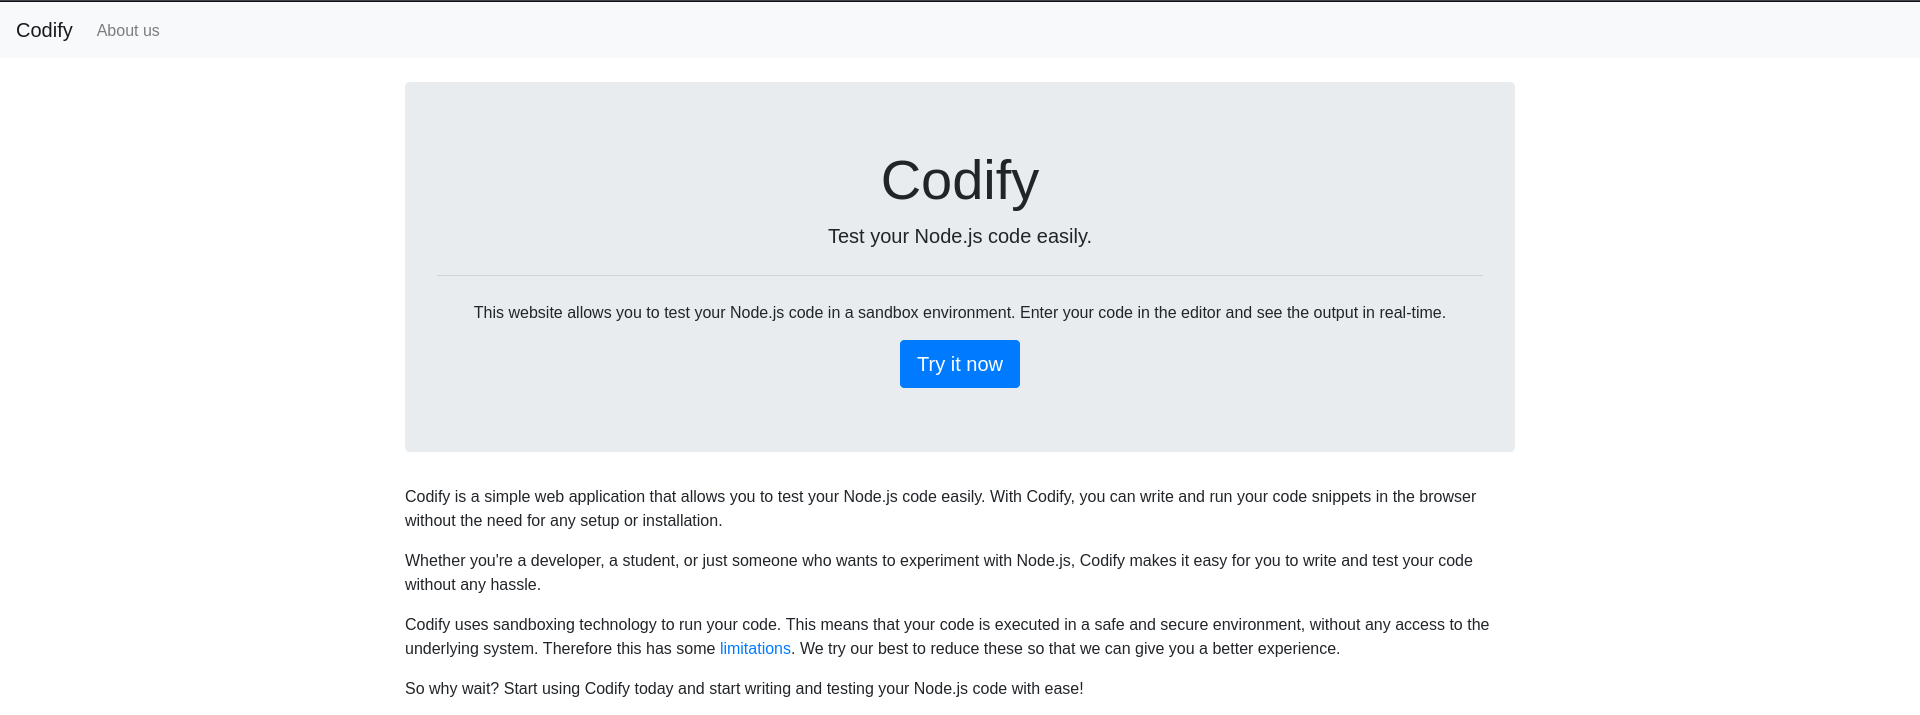 Codify About us
Codify
Test your Node.js code easily.
This website allows you to test your Node.js code in a sandbox environment. Enter your code in the editor and see the output in real-time.
Try it now
Codify is a simple web application that allows you to test your Node.js code easily. With Codify, you can write and run your code snippets in the browser
without the need for any setup or installation.
Whether you're a developer, a student, or just someone who wants to experiment with Node.js, Codify makes it easy for you to write and test your code
without any hassle.
Codify uses sandboxing technology to run your code. This means that your code is executed in a safe and secure environment, without any access to the
underlying system. Therefore this has some limitations. We try our best to reduce these so that we can give you a better experience.
So why wait? Start using Codify today and start writing and testing your Node.js code with ease!